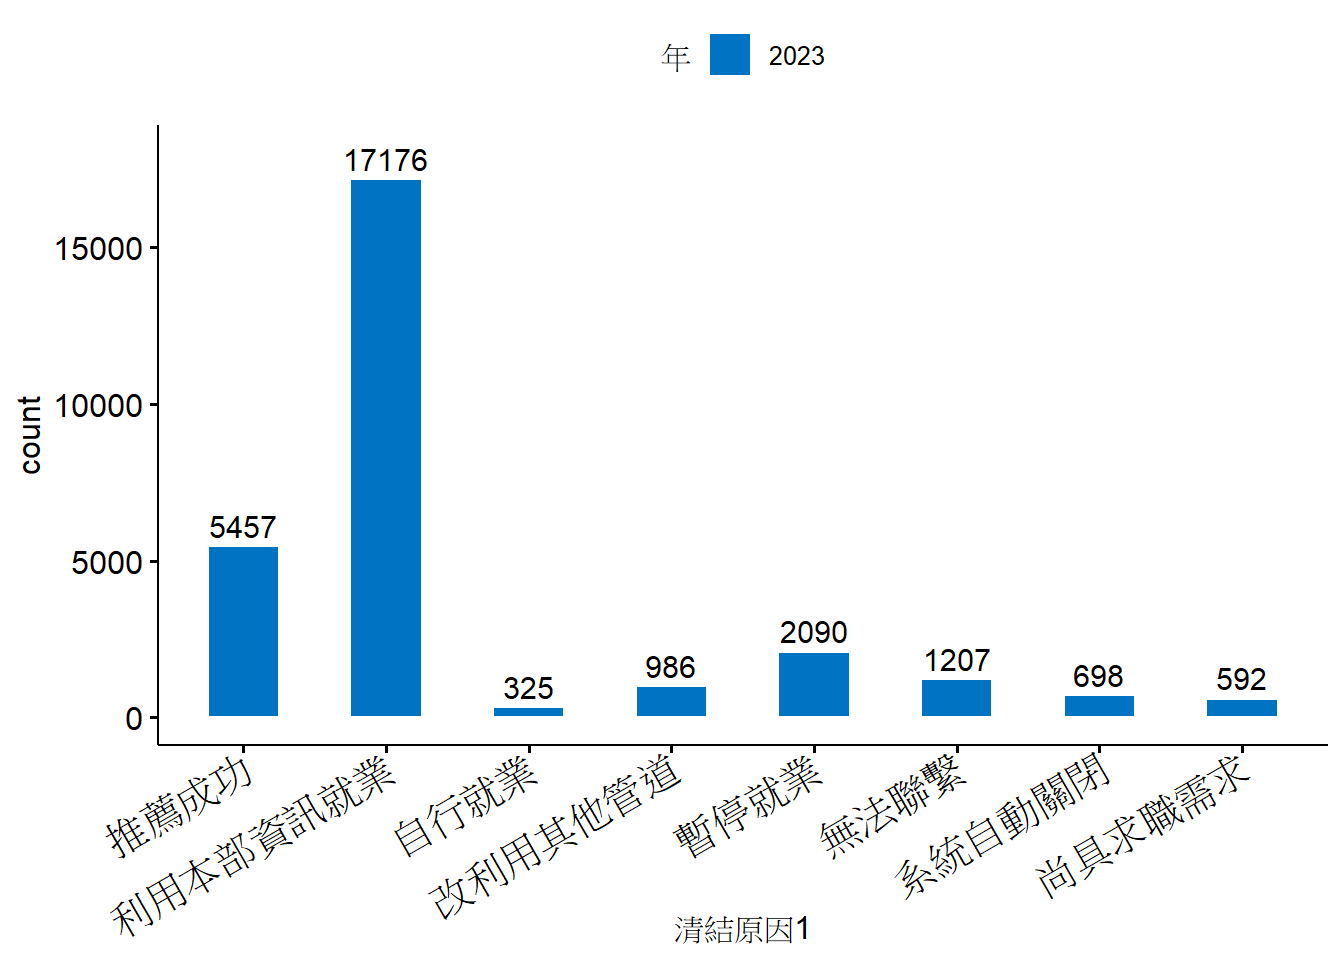 年 2023
17176
15000
10000
count
5457
5000
2090
1207
986
698
592
325
0
推薦成功
利用本部資訊就業
自行就業
改利用其他管道
暫停就業
無法聯繫
系統自動關閉
尚具求職需求
清結原因1